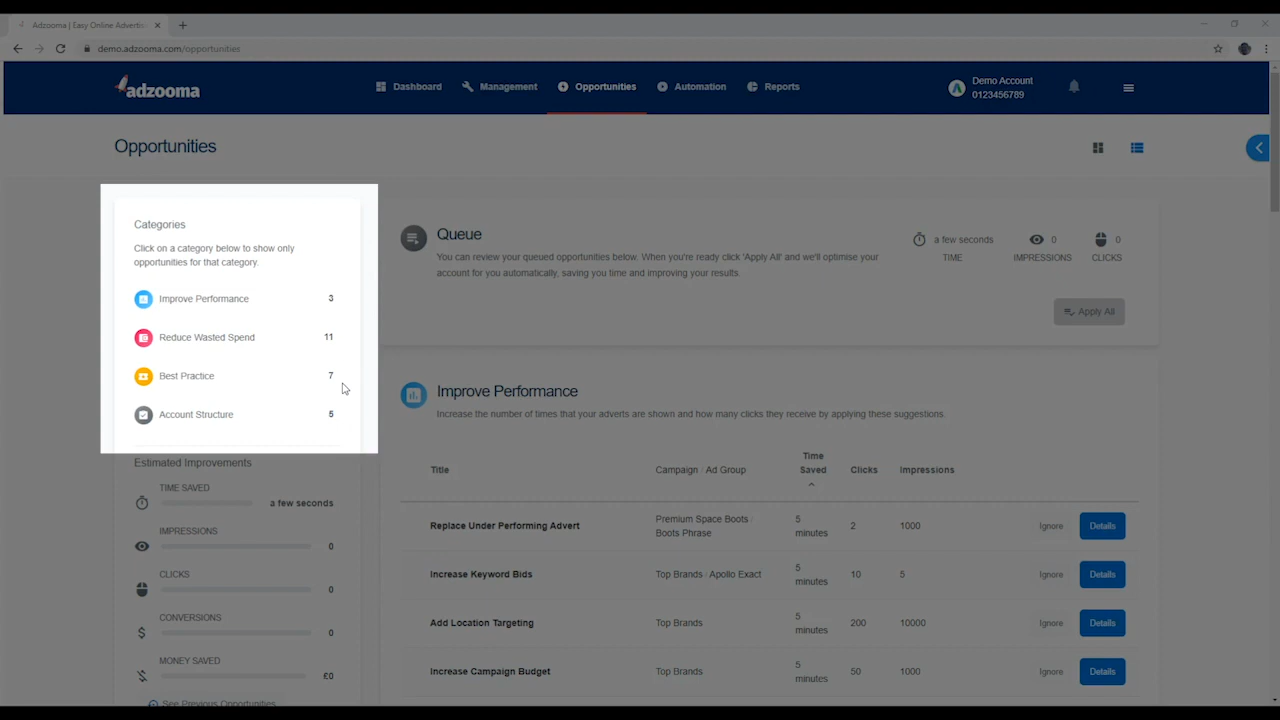 Adzooma | Easy Online Advertis
demo.adzooma.com/opportunities
adzooma
Dashboard
Management
Opportunities
Automation
Reports
Demo Account
0123456789
Opportunities
Categories
Click on a category below to show only
opportunities for that category.
Improve Performance 3
Reduce Wasted Spend 11
Best Practice 7
Account Structure 5
Estimated Improvements
TIME SAVED
a few seconds
IMPRESSIONS
0
CLICKS
0
CONVERSIONS
0
MONEY SAVED
£0
See Previous Opportunities
Queue
You can review your queued opportunities below. When you're ready click 'Apply All' and we'll optimise your
account for you automatically, saving you time and improving your results.
a few seconds
TIME
0
IMPRESSIONS
0
CLICKS
Apply All
Improve Performance
Increase the number of times that your adverts are shown and how many clicks they receive by applying these suggestions.
Title
Campaign / Ad Group
Time
Saved
Clicks
Impressions
Replace Under Performing Advert
Premium Space Boots /
Boots Phrase
5
minutes
2
1000
Ignore
Details
Increase Keyword Bids
Top Brands / Apollo Exact
5
minutes
10
5
Ignore
Details
Add Location Targeting
Top Brands
5
minutes
200
10000
Ignore
Details
Increase Campaign Budget
Top Brands
5
minutes
50
1000
Ignore
Details